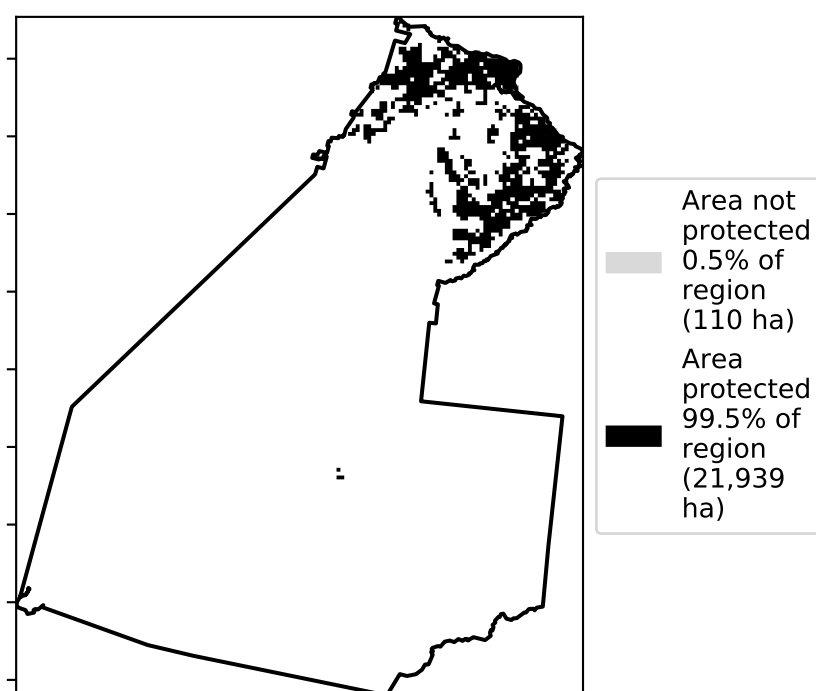 Area not
protected
0.5% of
region
(110 ha)
Area
protected
99.5% of
region
(21,939
ha)